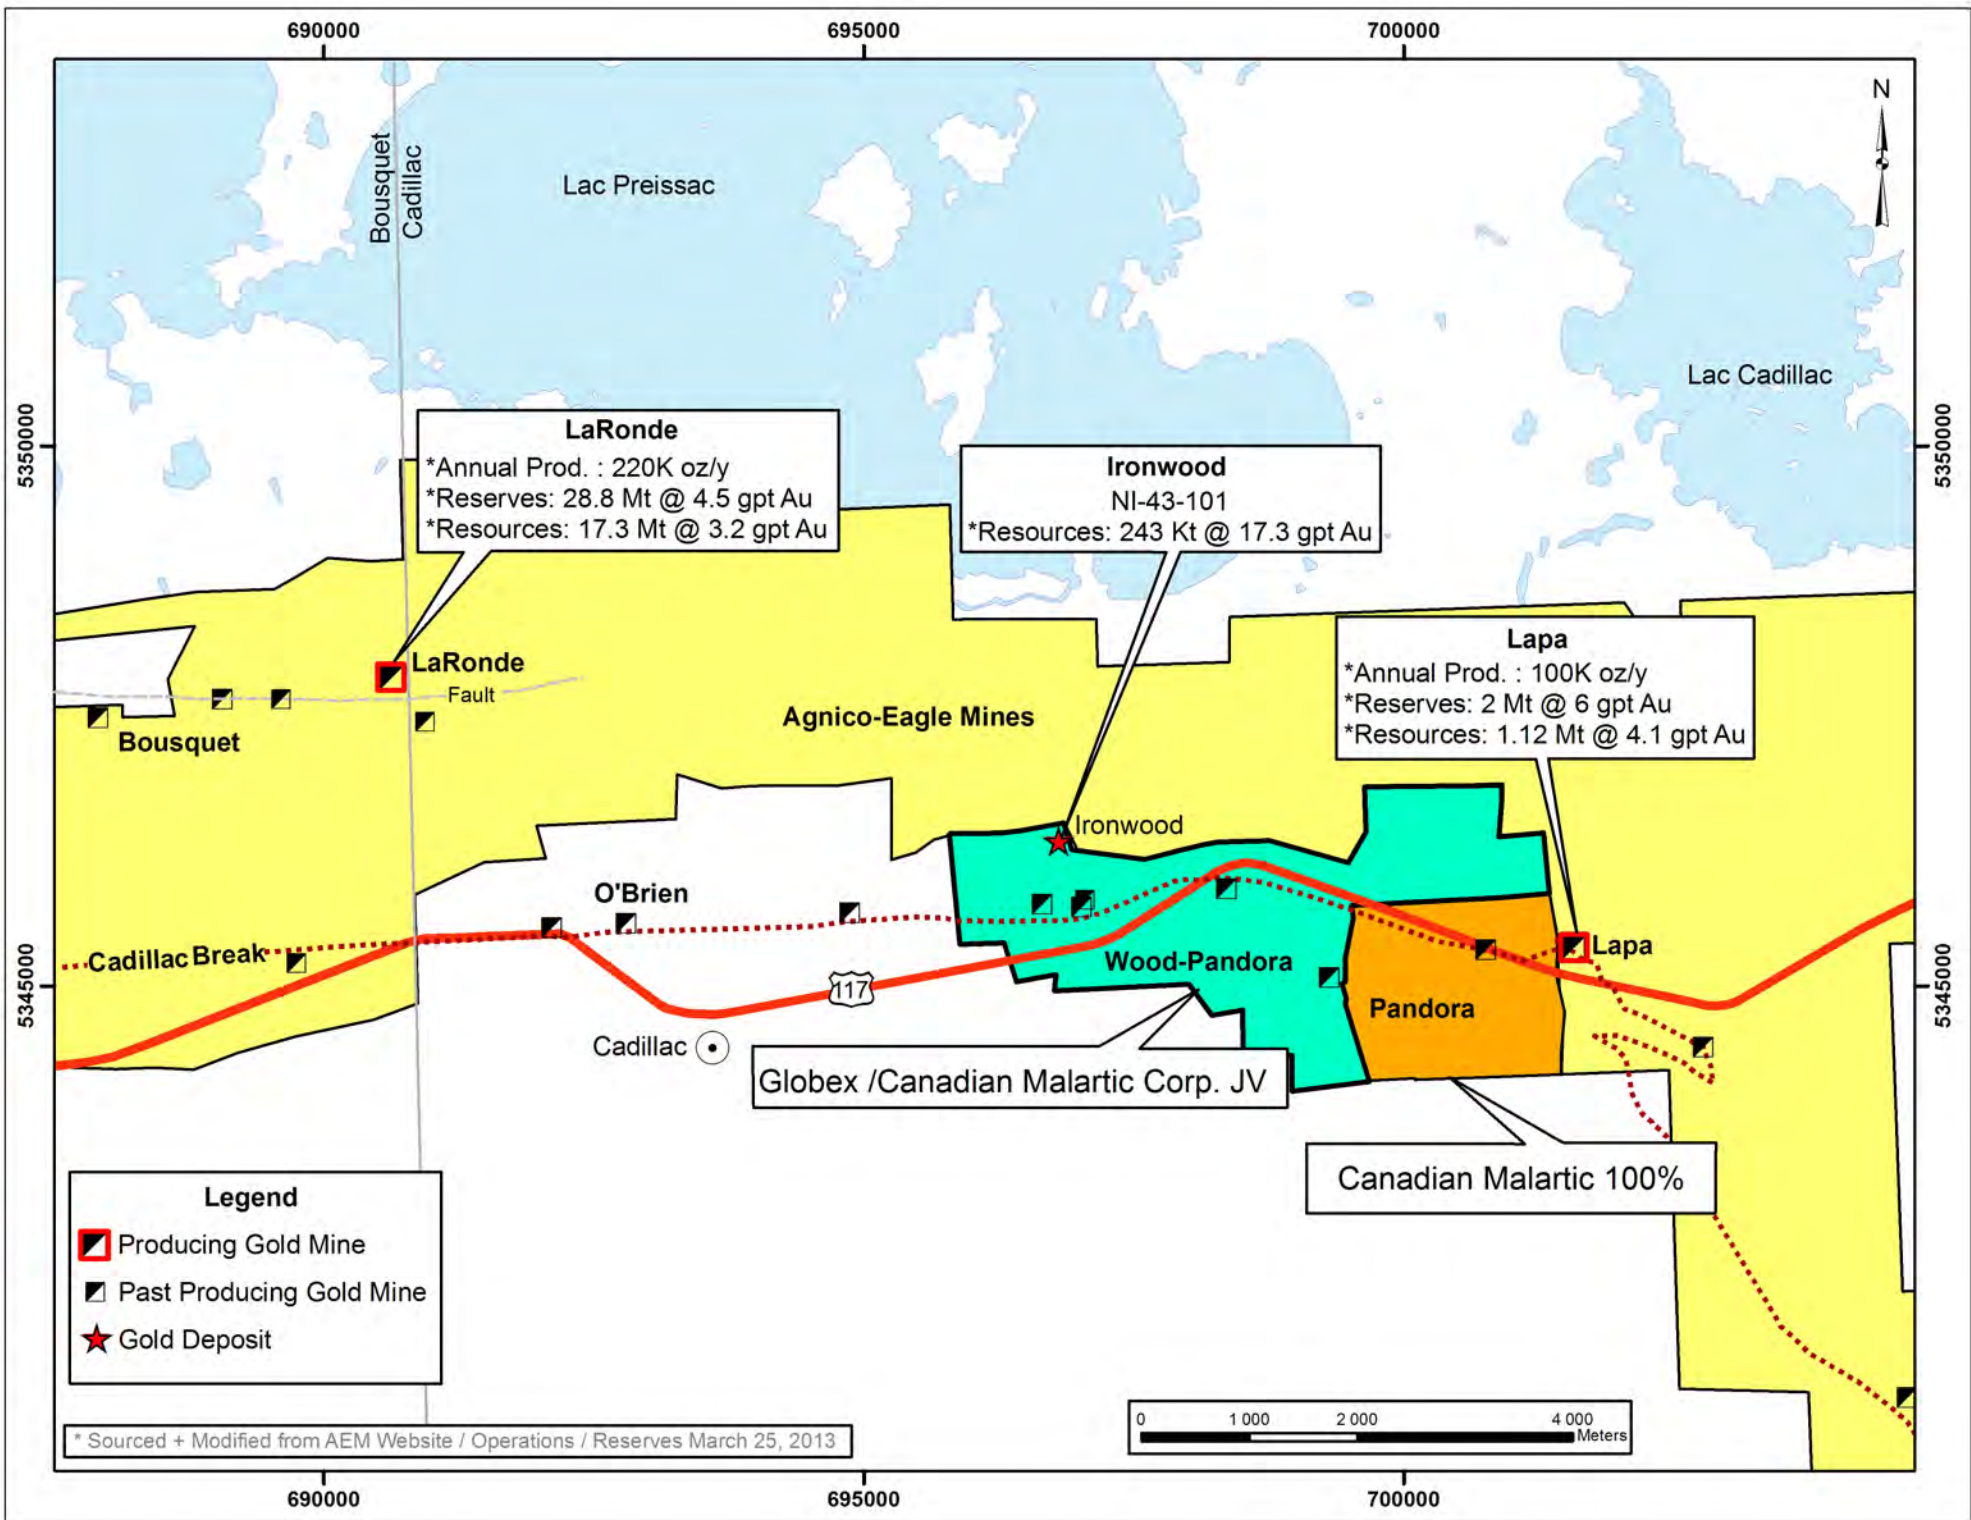 690000
695000
700000
N
Bousquet
Cadillac
Lac Preissac
Lac Cadillac
5350000
5350000
LaRonde
*Annual Prod. : 220K oz/y
*Reserves: 28.8 Mt @ 4.5 gpt Au
*Resources: 17.3 Mt @ 3.2 gpt Au
Ironwood
NI-43-101
*Resources: 243 Kt @ 17.3 gpt Au
Lapa
*Annual Prod. : 100K oz/y
*Reserves: 2 Mt @ 6 gpt Au
*Resources: 1.12 Mt @ 4.1 gpt Au
LaRonde
Fault
Bousquet
Agnico-Eagle Mines
Ironwood
O'Brien
Cadillac Break
Wood-Pandora
Lapa
117
Pandora
5345000
5345000
Cadillac
Globex /Canadian Malartic Corp. JV
Canadian Malartic 100%
Legend
Producing Gold Mine
Past Producing Gold Mine
Gold Deposit
* Sourced + Modified from AEM Website / Operations / Reserves March 25, 2013
0 1 000 2 000 4 000
Meters
690000
695000
700000